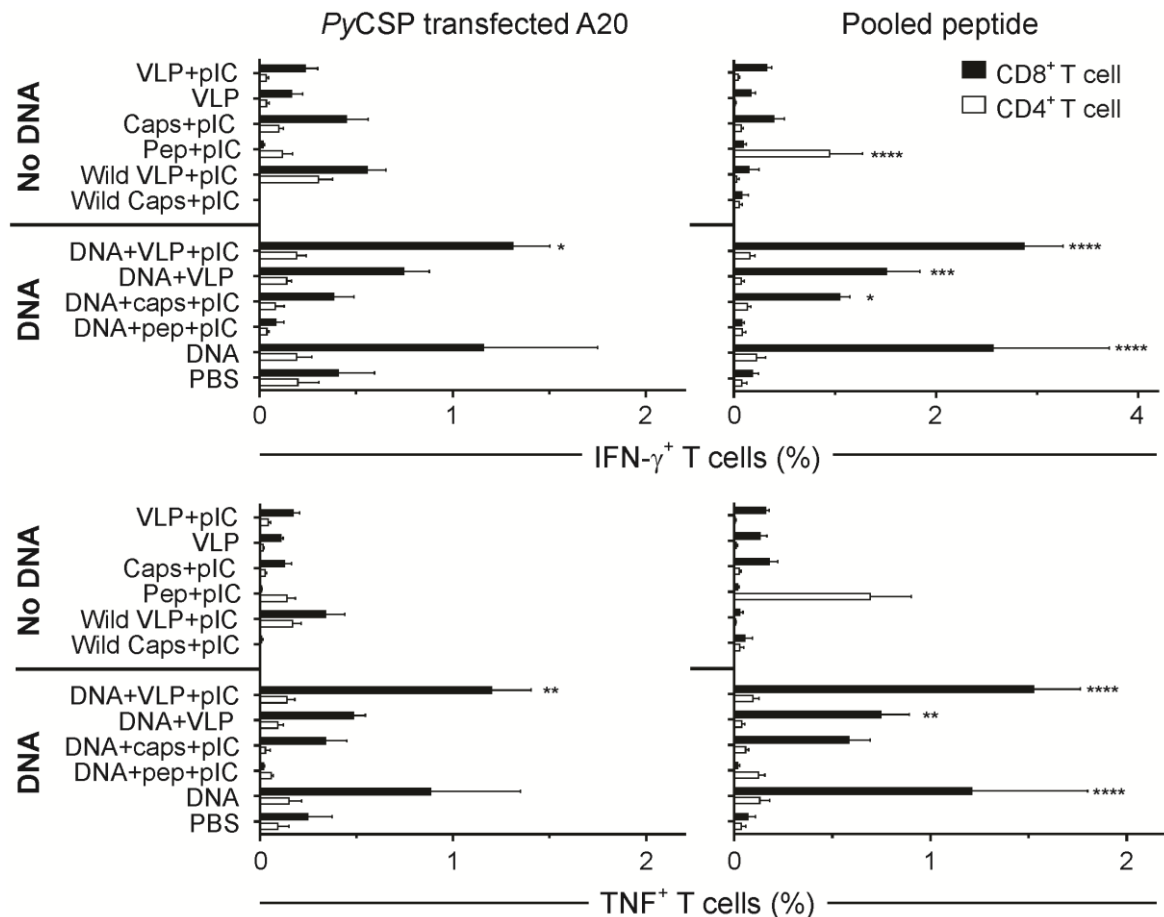 PyCSP transfected A20
Pooled peptide
CD8+ T cell
CD4+ T cell
No DNA
VLP+pIC
VLP
Caps+pIC
Pep+pIC
****
Wild VLP+pIC
Wild Caps+pIC
DNA
DNA+VLP+pIC
*
****
DNA+VLP
***
DNA+caps+pIC
*
DNA+pep+pIC
DNA
****
PBS
0 1 2
0 2 4
IFN-γ+ T cells (%)
No DNA
VLP+pIC
VLP
Caps+pIC
Pep+pIC
Wild VLP+pIC
Wild Caps+pIC
DNA
DNA+VLP+pIC
**
****
DNA+VLP
**
DNA+caps+pIC
DNA+pep+pIC
DNA
****
PBS
0 1 2
0 1 2
TNF+ T cells (%)